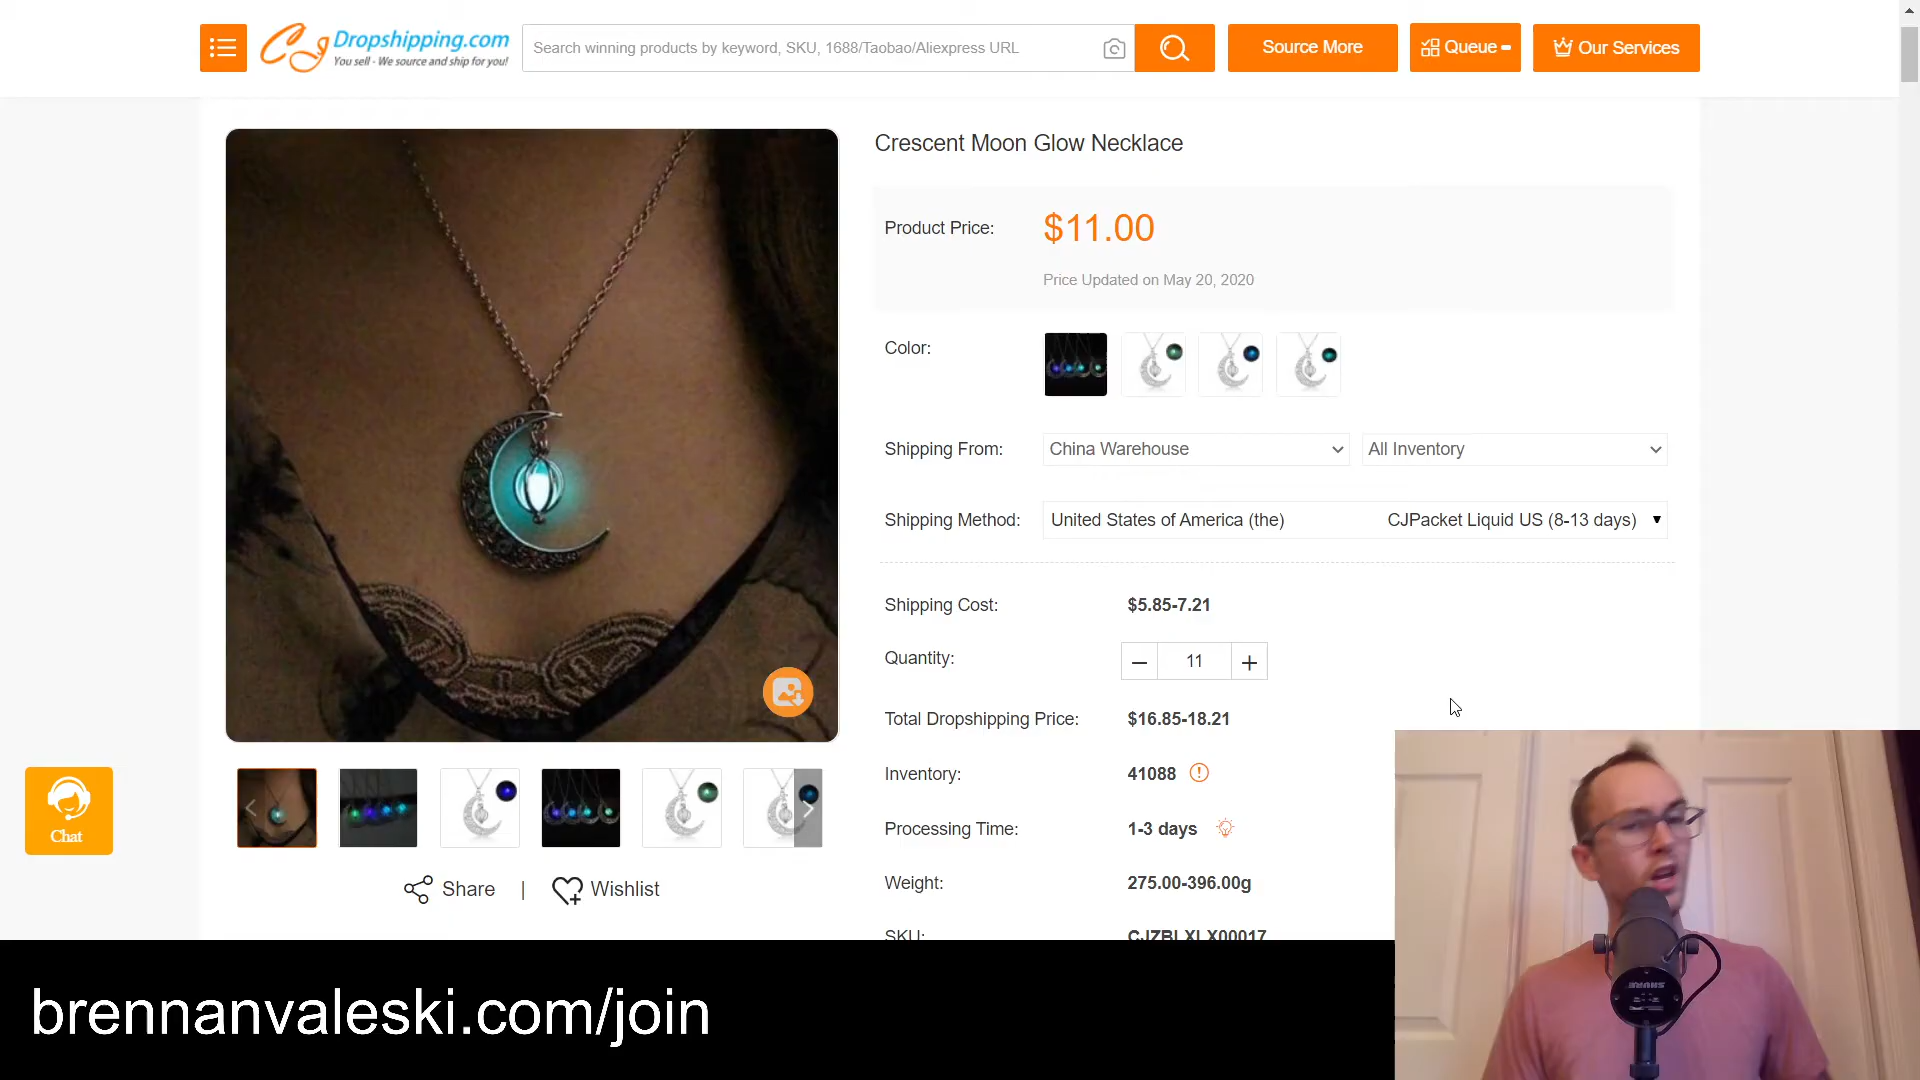 CJ Dropshipping.com
You sell - We source and ship for you!
Search winning products by keyword, SKU, 1688/Taobao/Aliexpress URL
Source More
Queue
Our Services
Crescent Moon Glow Necklace
Product Price:
$11.00
Price Updated on May 20, 2020
Color:
Shipping From:
China Warehouse
All Inventory
Shipping Method:
United States of America (the)
CJPacket Liquid US (8-13 days)
Shipping Cost:
$5.85-7.21
Quantity:
11
Total Dropshipping Price:
$16.85-18.21
Inventory:
41088
Processing Time:
1-3 days
Weight:
275.00-396.00g
SKU:
CJZBLXLX00017
Share | Wishlist
Chat
brennanvaleski.com/join
SHURE